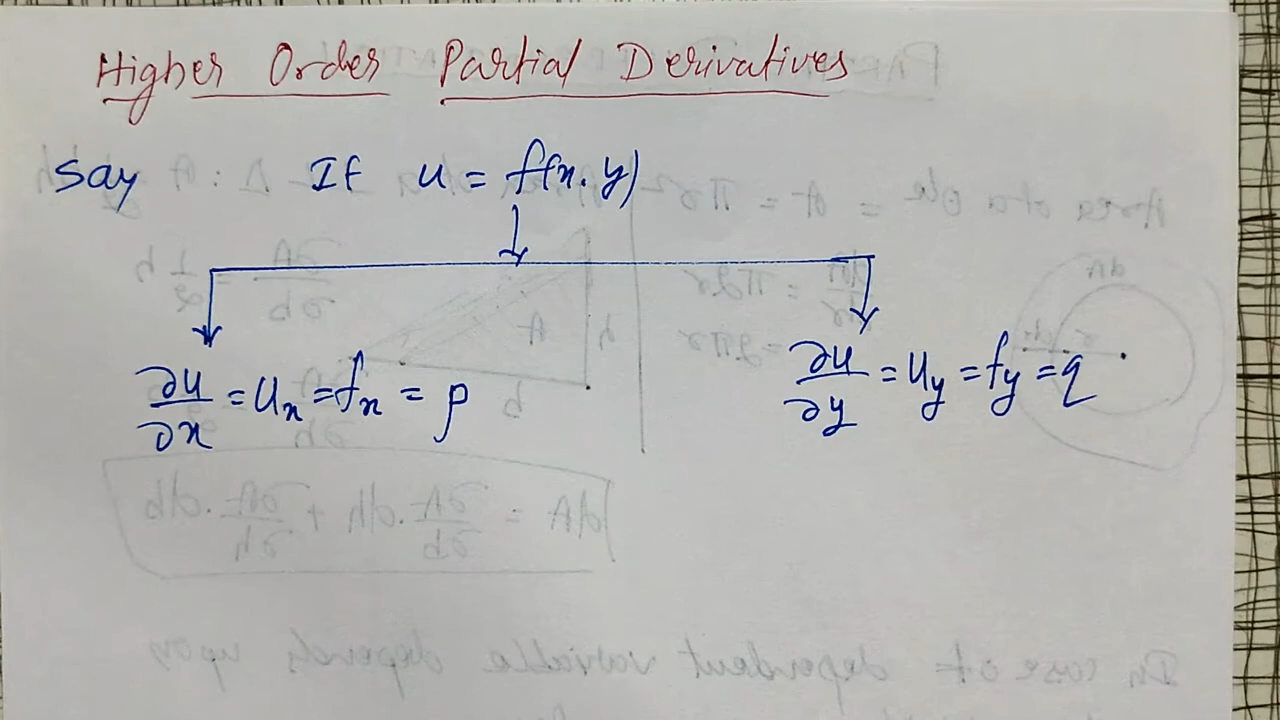 Higher Order Partial Derivatives
Say If u = f(x, y)
∂u/∂x = ux = fx = p
∂u/∂y = uy = fy = q